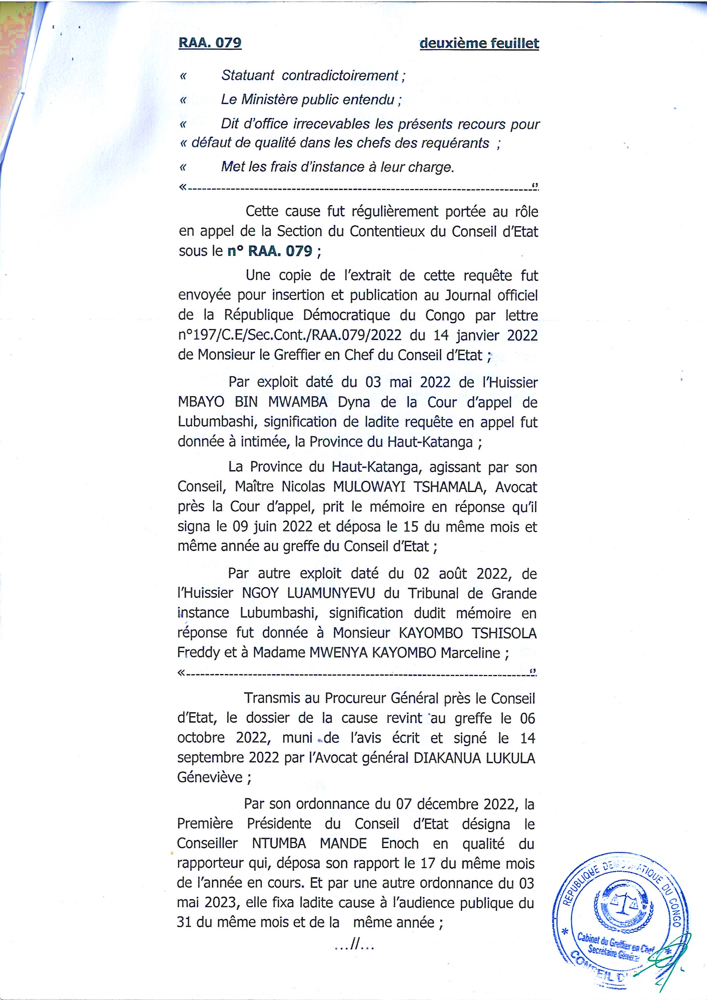 RAA. 079 deuxième feuillet
« Statuant contradictoirement ;
« Le Ministère public entendu ;
« Dit d’office irrecevables les présents recours pour
« défaut de qualité dans les chefs des requérants ;
« Met les frais d’instance à leur charge.
«---------------------------------------------------------------------------‘’
Cette cause fut régulièrement portée au rôle
en appel de la Section du Contentieux du Conseil d’Etat
sous le n° RAA. 079 ;
Une copie de l’extrait de cette requête fut
envoyée pour insertion et publication au Journal officiel
de la République Démocratique du Congo par lettre
n°197/C.E/Sec.Cont./RAA.079/2022 du 14 janvier 2022
de Monsieur le Greffier en Chef du Conseil d’Etat ;
Par exploit daté du 03 mai 2022 de l’Huissier
MBAYO BIN MWAMBA Dyna de la Cour d’appel de
Lubumbashi, signification de ladite requête en appel fut
donnée à intimée, la Province du Haut-Katanga ;
La Province du Haut-Katanga, agissant par son
Conseil, Maître Nicolas MULOWAYI TSHAMALA, Avocat
près la Cour d’appel, prit le mémoire en réponse qu’il
signa le 09 juin 2022 et déposa le 15 du même mois et
même année au greffe du Conseil d’Etat ;
Par autre exploit daté du 02 août 2022, de
l’Huissier NGOY LUAMUNYEVU du Tribunal de Grande
instance Lubumbashi, signification dudit mémoire en
réponse fut donnée à Monsieur KAYOMBO TSHISOLA
Freddy et à Madame MWENYA KAYOMBO Marceline ;
«---------------------------------------------------------------------------‘’
Transmis au Procureur Général près le Conseil
d’Etat, le dossier de la cause revint au greffe le 06
octobre 2022, muni de l’avis écrit et signé le 14
septembre 2022 par l’Avocat général DIAKANUA LUKULA
Géneviève ;
Par son ordonnance du 07 décembre 2022, la
Première Présidente du Conseil d’Etat désigna le
Conseiller NTUMBA MANDE Enoch en qualité du
rapporteur qui, déposa son rapport le 17 du même mois
de l’année en cours. Et par une autre ordonnance du 03
mai 2023, elle fixa ladite cause à l’audience publique du
31 du même mois et de la même année ;
...//...
REPUBLIQUE DEMOCRATIQUE DU CONGO
Cabinet du Greffier en Chef
Secrétaire Général
CONSEIL D'